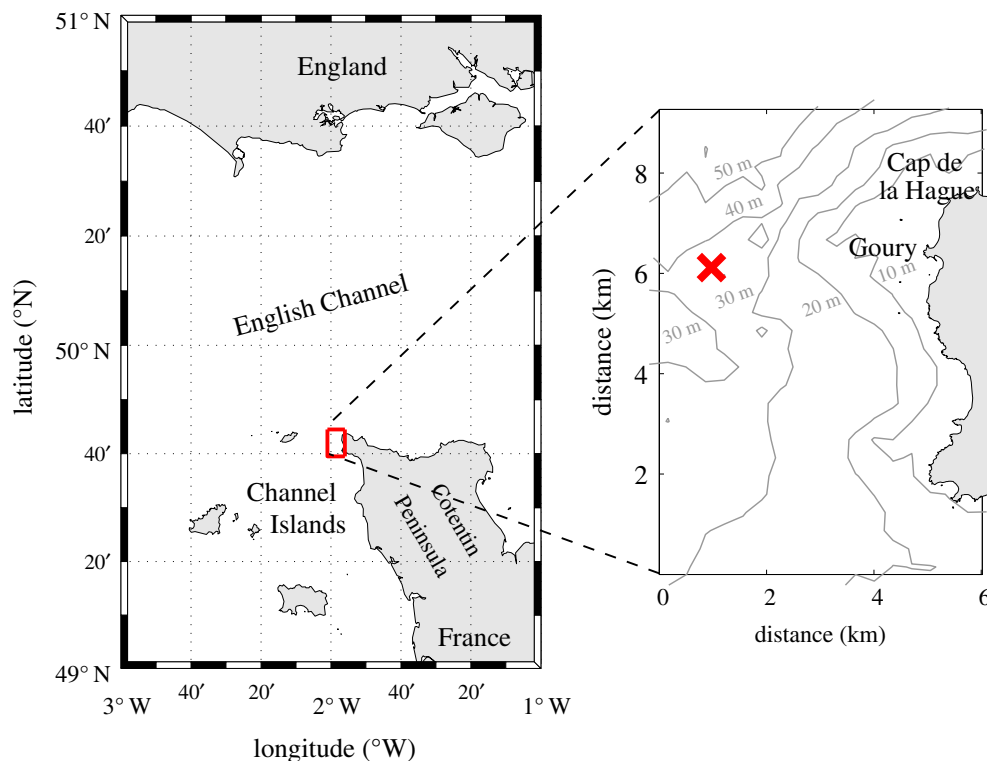 51° N
40′
20′
50° N
40′
20′
49° N
3° W
40′
20′
2° W
40′
20′
1° W
latitude (°N)
longitude (°W)
England
English Channel
Channel
Islands
Cotentin
Peninsula
France
8
6
4
2
0
2
4
6
distance (km)
distance (km)
Cap de
la Hague
Goury
50 m
40 m
30 m
30 m
20 m
10 m